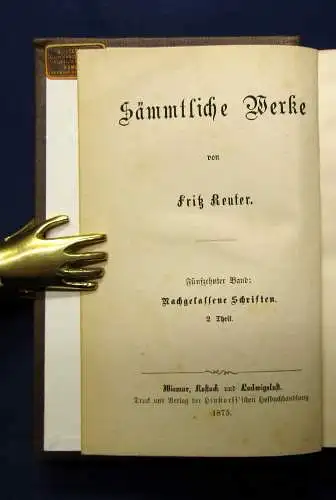 Sämmtliche Werke
von
Fritz Reuter.
Fünfzehnter Band:
Nachgelassene Schriften.
2. Theil.
Wismar, Rostock und Ludwigslust.
Druck und Verlag der Hinstorff'schen Hofbuchhandlung
1875.